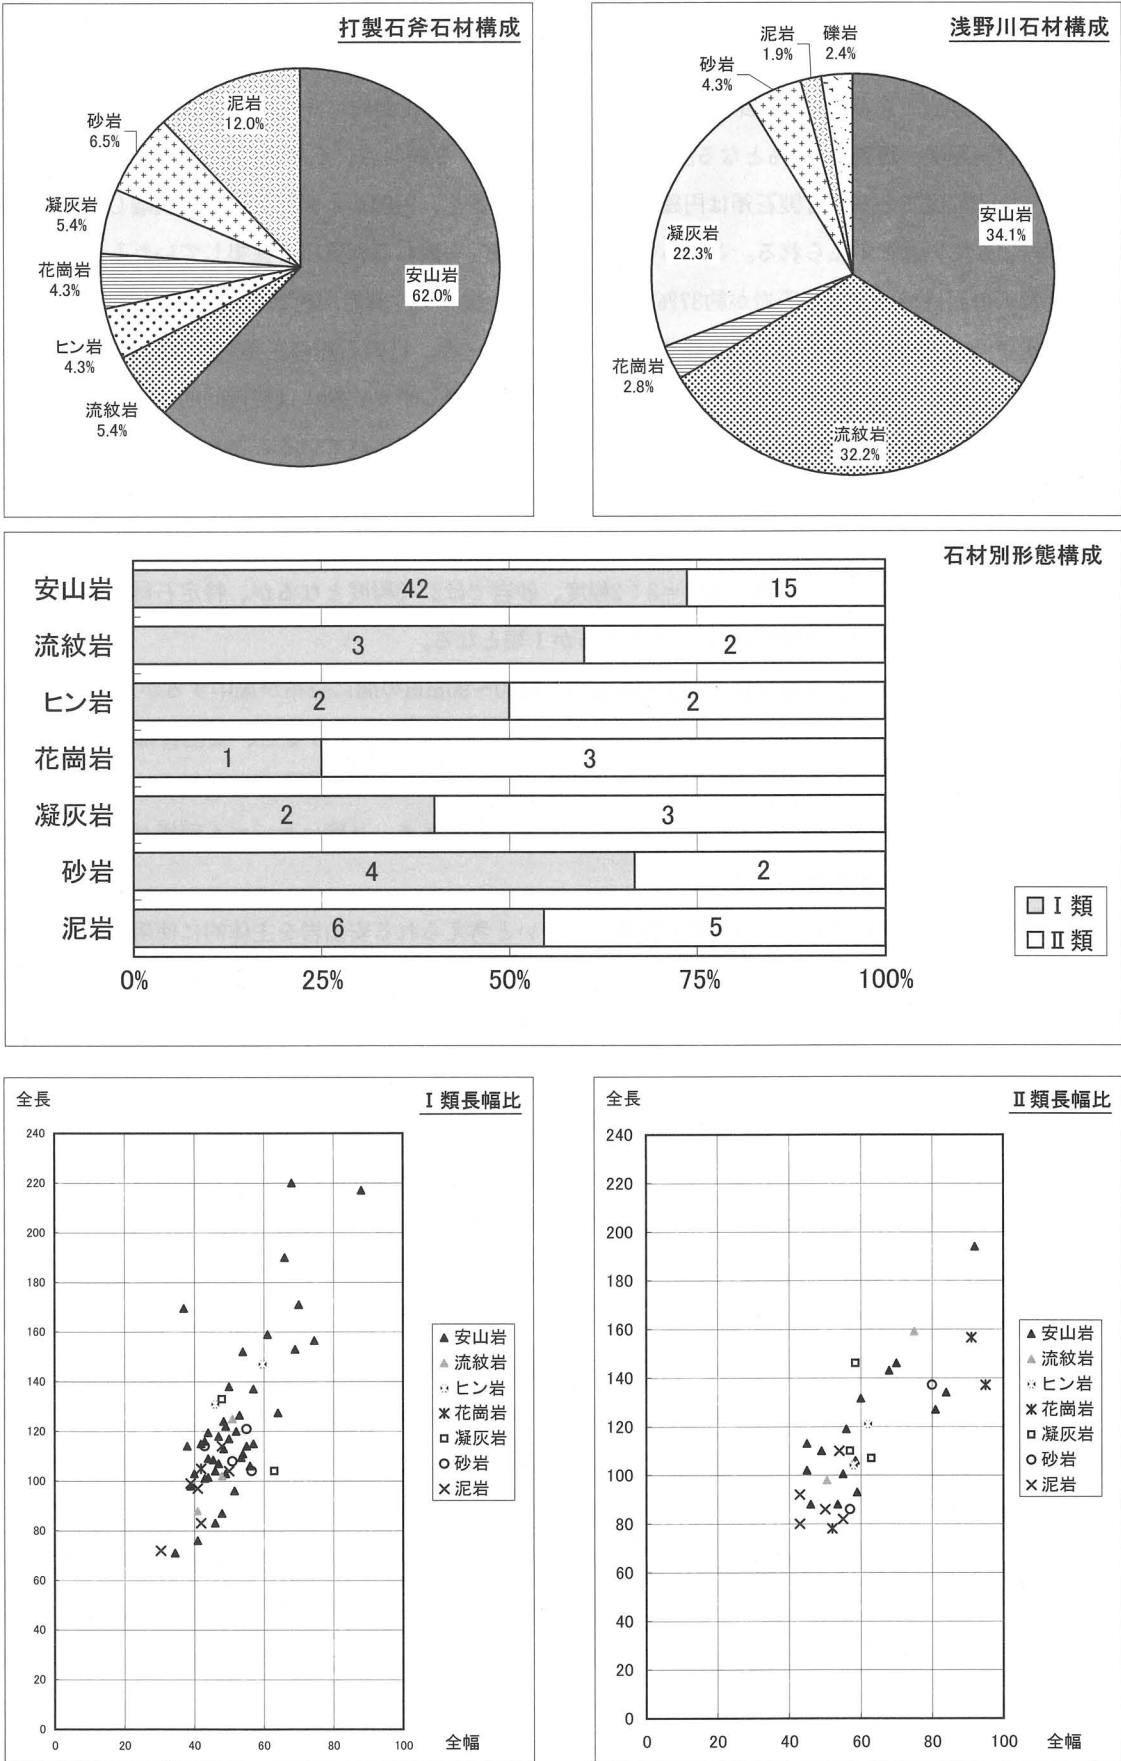 打製石斧石材構成
泥岩
12.0%
砂岩
6.5%
凝灰岩
5.4%
花崗岩
4.3%
ヒン岩
4.3%
流紋岩
5.4%
安山岩
62.0%
浅野川石材構成
泥岩
1.9%
礫岩
2.4%
砂岩
4.3%
凝灰岩
22.3%
花崗岩
2.8%
流紋岩
32.2%
安山岩
34.1%
石材別形態構成
安山岩 42 15
流紋岩 3 2
ヒン岩 2 2
花崗岩 1 3
凝灰岩 2 3
砂岩 4 2
泥岩 6 5
0% 25% 50% 75% 100%
Ⅰ類
Ⅱ類
全長
Ⅰ類長幅比
240
220
200
180
160
140
120
100
80
60
40
20
0
0 20 40 60 80 100 全幅
安山岩
流紋岩
ヒン岩
花崗岩
凝灰岩
砂岩
泥岩
全長
Ⅱ類長幅比
240
220
200
180
160
140
120
100
80
60
40
20
0
0 20 40 60 80 100 全幅
安山岩
流紋岩
ヒン岩
花崗岩
凝灰岩
砂岩
泥岩